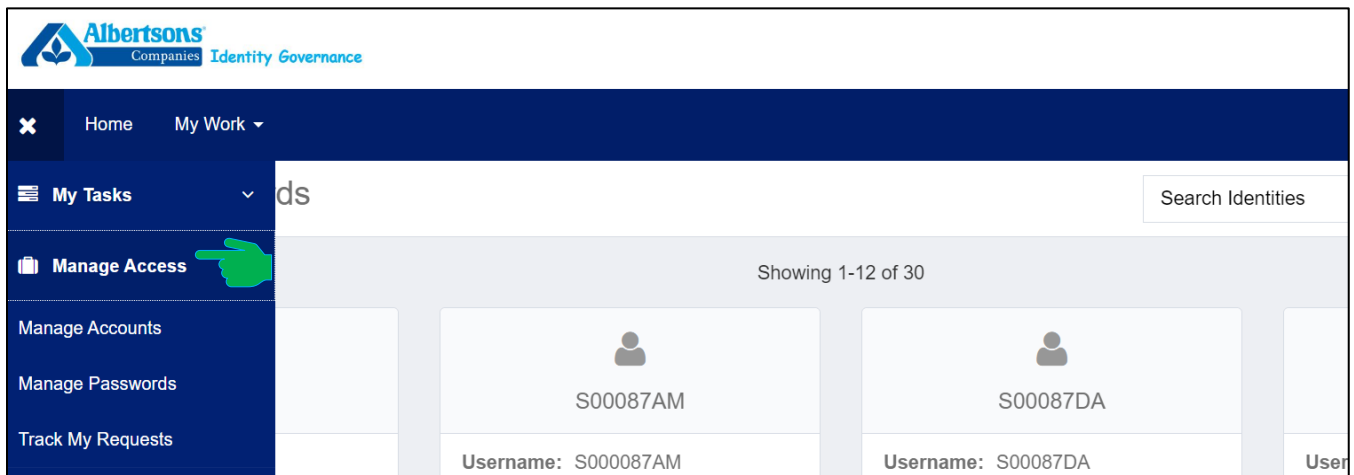 Albertsons
Companies Identity Governance
Home My Work
My Tasks
ds
Search Identities
Manage Access
Showing 1-12 of 30
Manage Accounts
Manage Passwords
S00087AM
S00087DA
Track My Requests
Username: S000087AM
Username: S00087DA
User